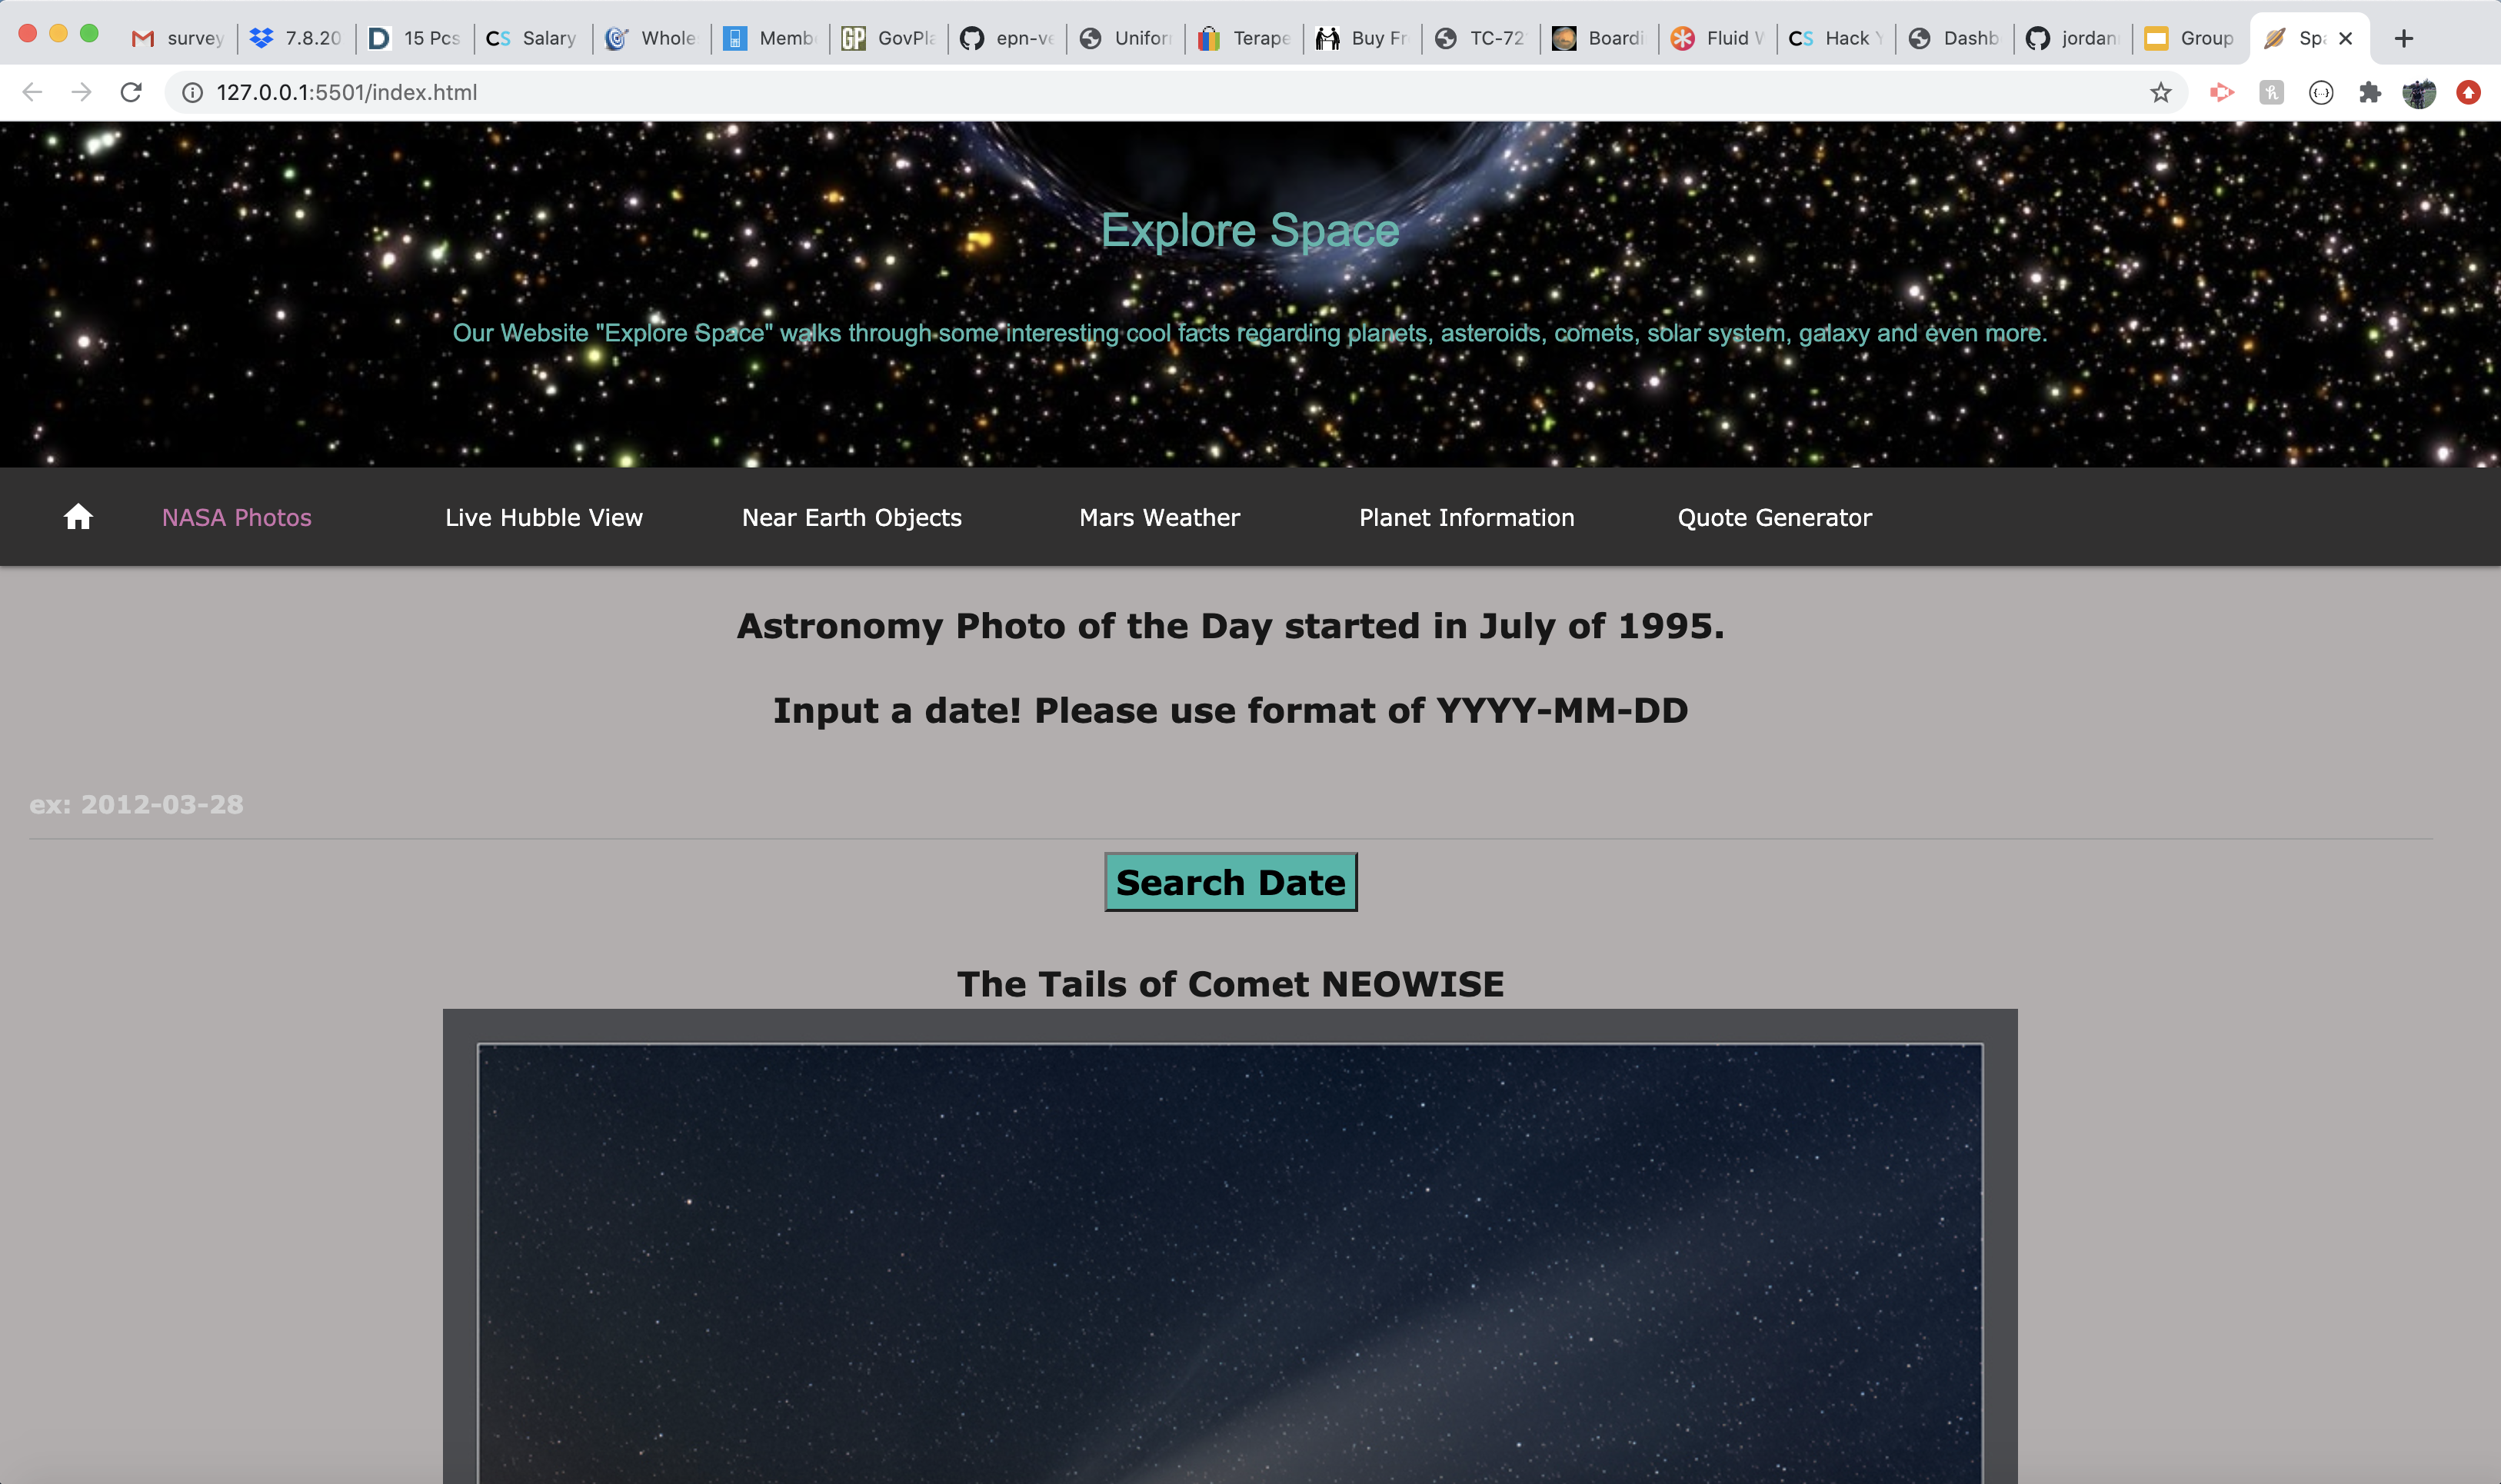 survey 7.8.20 15 Pcs CS Salary Whole Memb GP GovPla epn-ve Unifor Terape Buy Fr TC-72 Boardi Fluid CS Hack Dashb jordan Group Spa
127.0.0.1:5501/index.html
Explore Space
Our Website "Explore Space" walks through some interesting cool facts regarding planets, asteroids, comets, solar system, galaxy and even more.
NASA Photos Live Hubble View Near Earth Objects Mars Weather Planet Information Quote Generator
Astronomy Photo of the Day started in July of 1995.
Input a date! Please use format of YYYY-MM-DD
ex: 2012-03-28
Search Date
The Tails of Comet NEOWISE